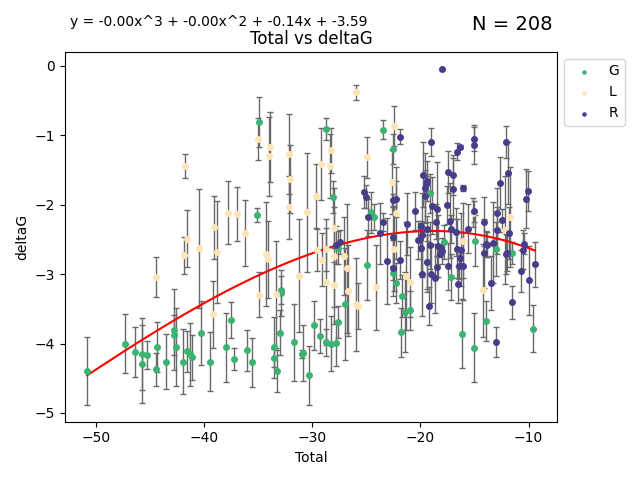 y = -0.00x^3 + -0.00x^2 + -0.14x + -3.59
N = 208
Total vs deltaG
G
L
R
deltaG
0
−1
−2
−3
−4
−5
−50
−40
−30
−20
−10
Total